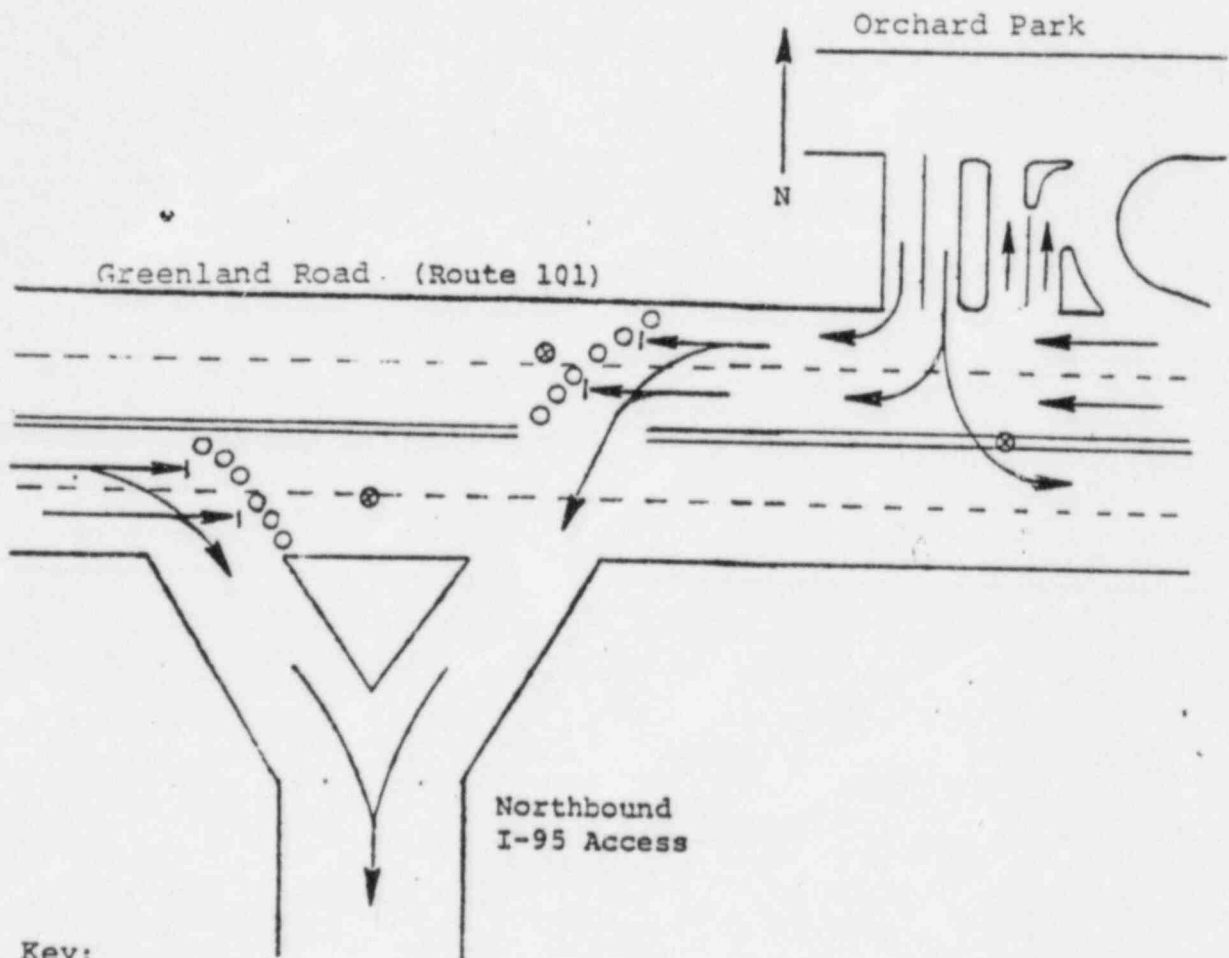 Orchard Park
N
Greenland Road (Route 101)
Northbound
I-95 Access
Key: